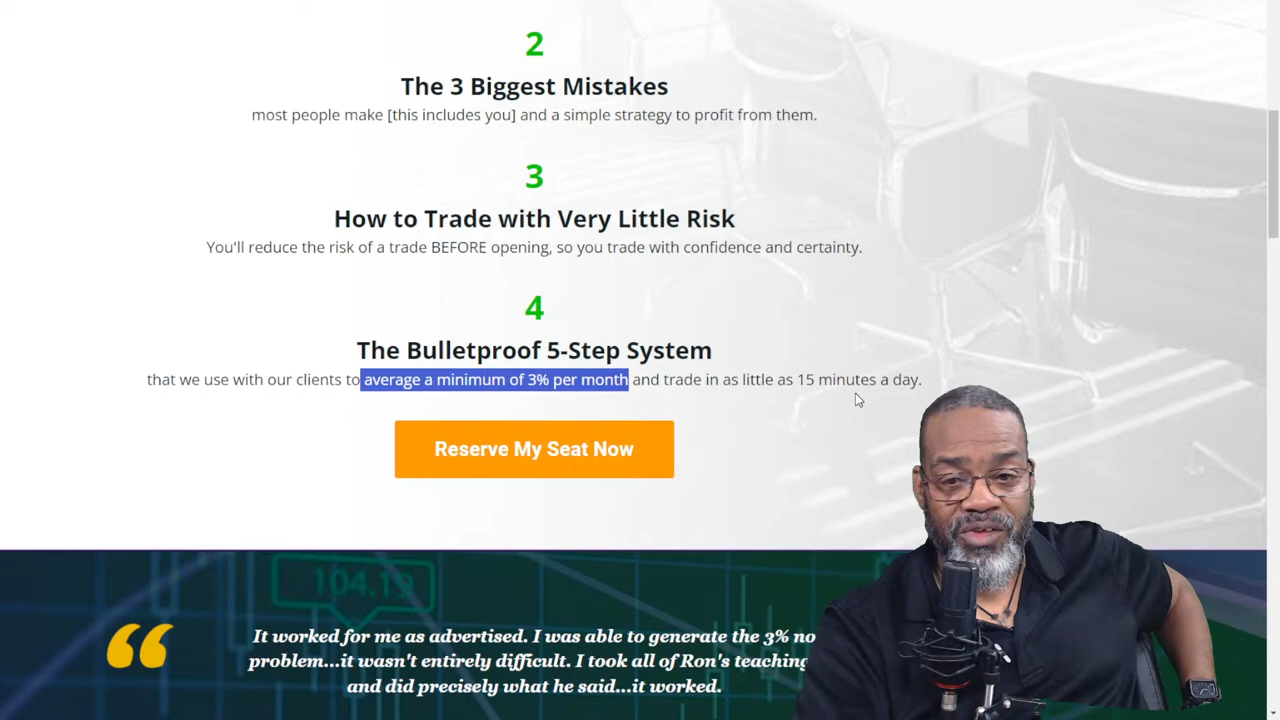 2
The 3 Biggest Mistakes
most people make [this includes you] and a simple strategy to profit from them.
3
How to Trade with Very Little Risk
You'll reduce the risk of a trade BEFORE opening, so you trade with confidence and certainty.
4
The Bulletproof 5-Step System
that we use with our clients to average a minimum of 3% per month and trade in as little as 15 minutes a day.
Reserve My Seat Now
104.19
“
It worked for me as advertised. I was able to generate the 3% no
problem...it wasn't entirely difficult. I took all of Ron's teaching
and did precisely what he said...it worked.